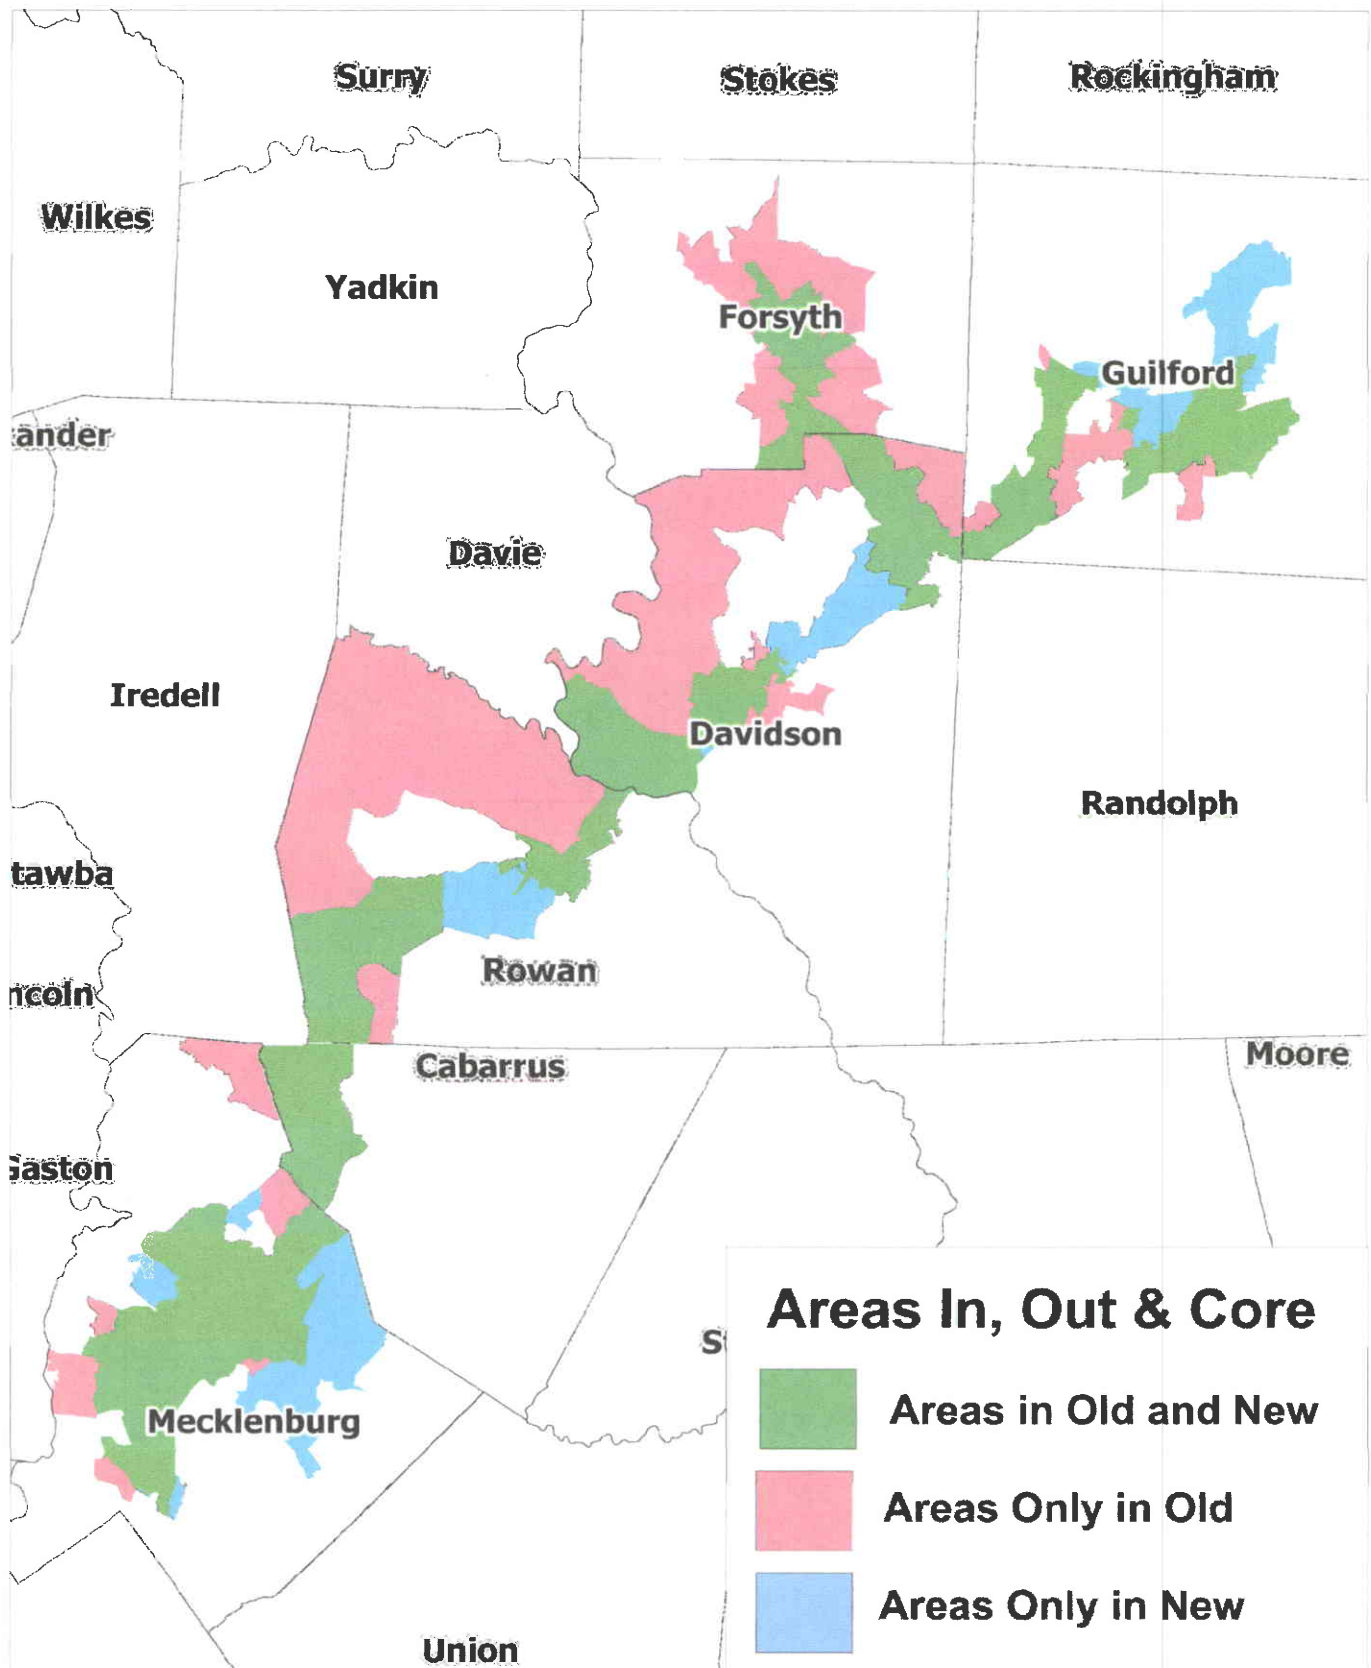 Surry
Stokes
Rockingham
Wilkes
Yadkin
Forsyth
Guilford
ander
Davie
Iredell
Davidson
Randolph
tawba
Rowan
ncoln
Cabarrus
Moore
Gaston
Areas In, Out & Core
St
Areas in Old and New
Mecklenburg
Areas Only in Old
Areas Only in New
Union